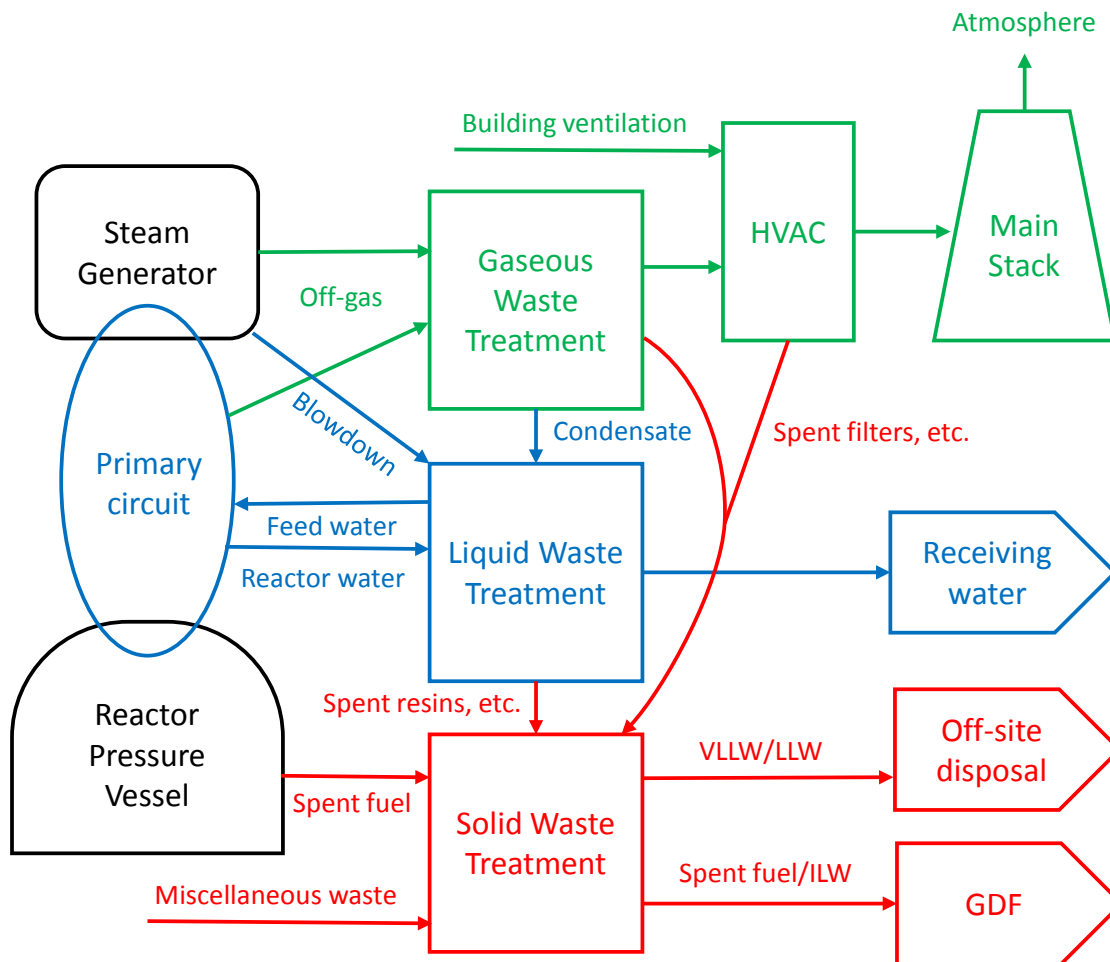 Atmosphere
Building ventilation
Steam
Generator
HVAC
Main
Stack
Gaseous
Waste
Treatment
Off-gas
Blowdown
Condensate
Spent filters, etc.
Primary
circuit
Feed water
Reactor water
Liquid Waste
Treatment
Receiving
water
Spent resins, etc.
Reactor
Pressure
Vessel
VLLW/LLW
Off-site
disposal
Spent fuel
Solid Waste
Treatment
Miscellaneous waste
Spent fuel/ILW
GDF